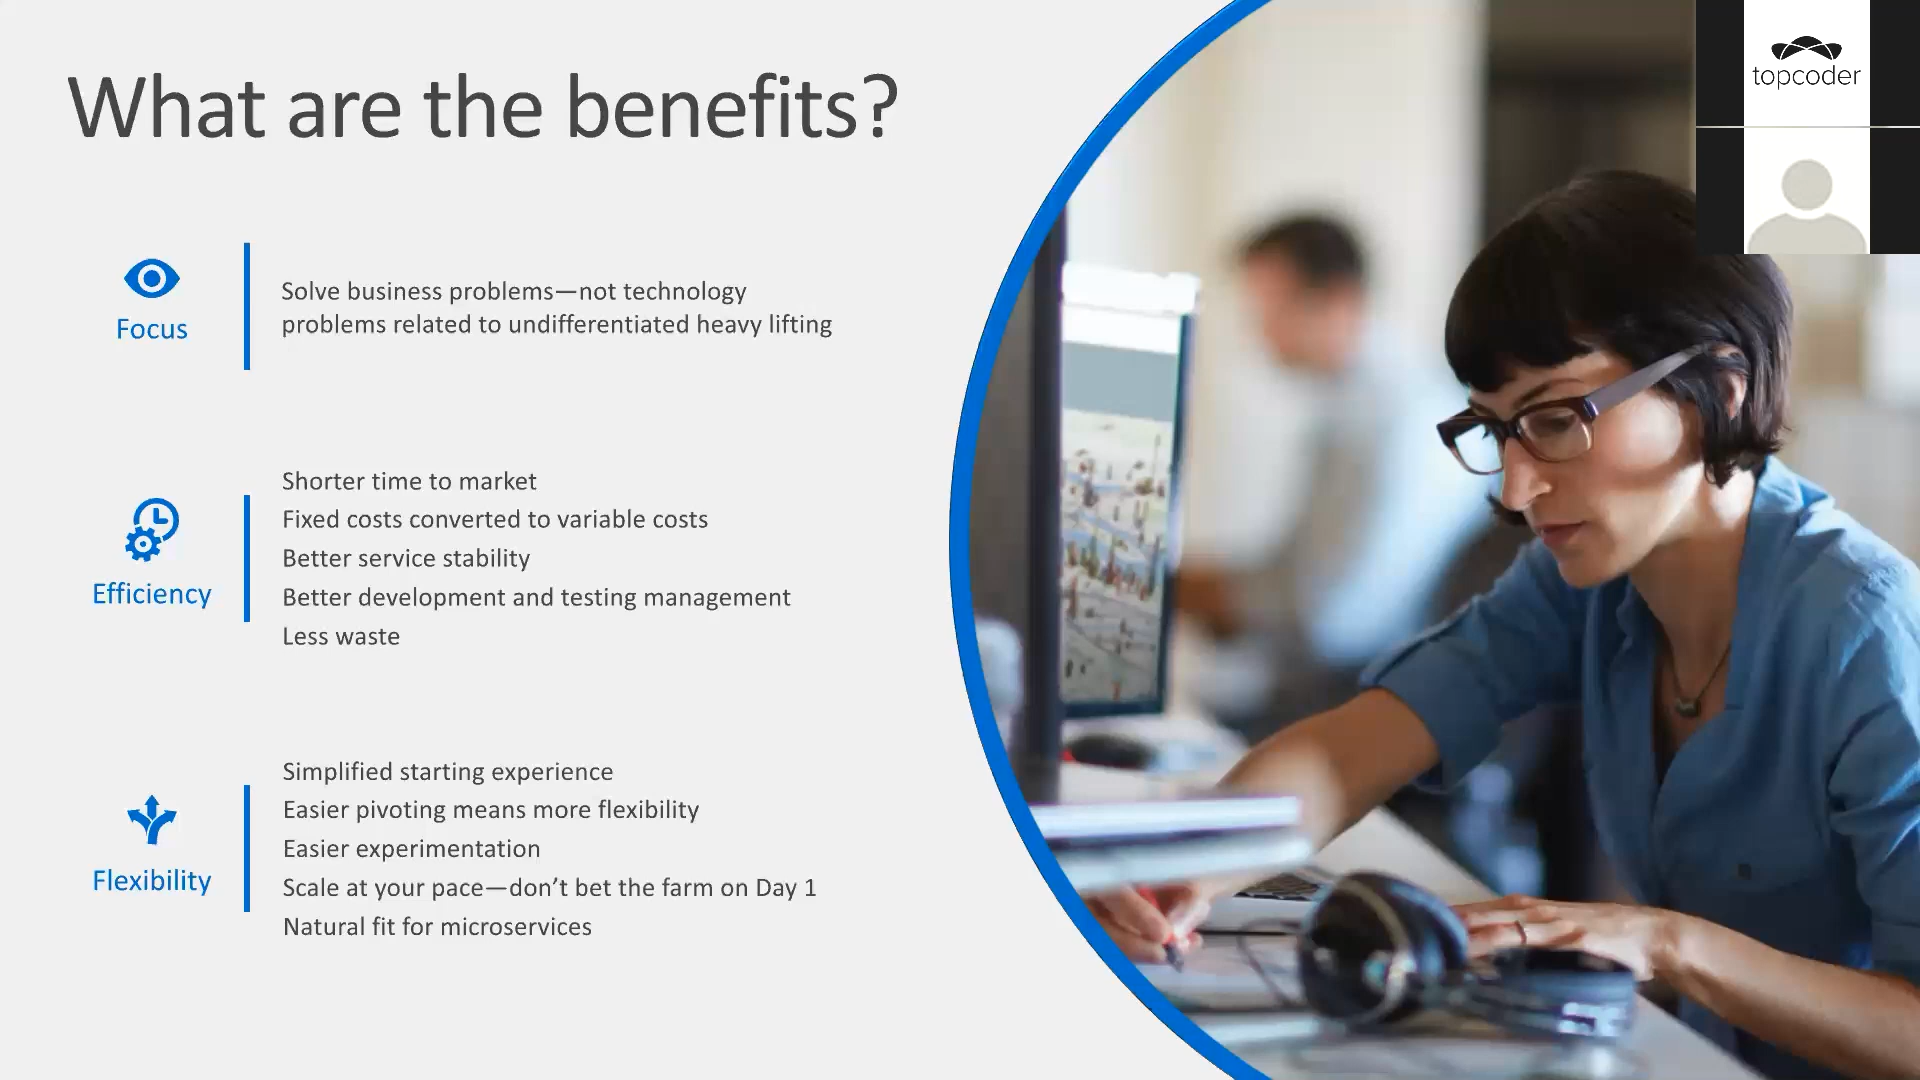 What are the benefits?
Focus
Solve business problems—not technology
problems related to undifferentiated heavy lifting
Efficiency
Shorter time to market
Fixed costs converted to variable costs
Better service stability
Better development and testing management
Less waste
Flexibility
Simplified starting experience
Easier pivoting means more flexibility
Easier experimentation
Scale at your pace—don’t bet the farm on Day 1
Natural fit for microservices
topcoder